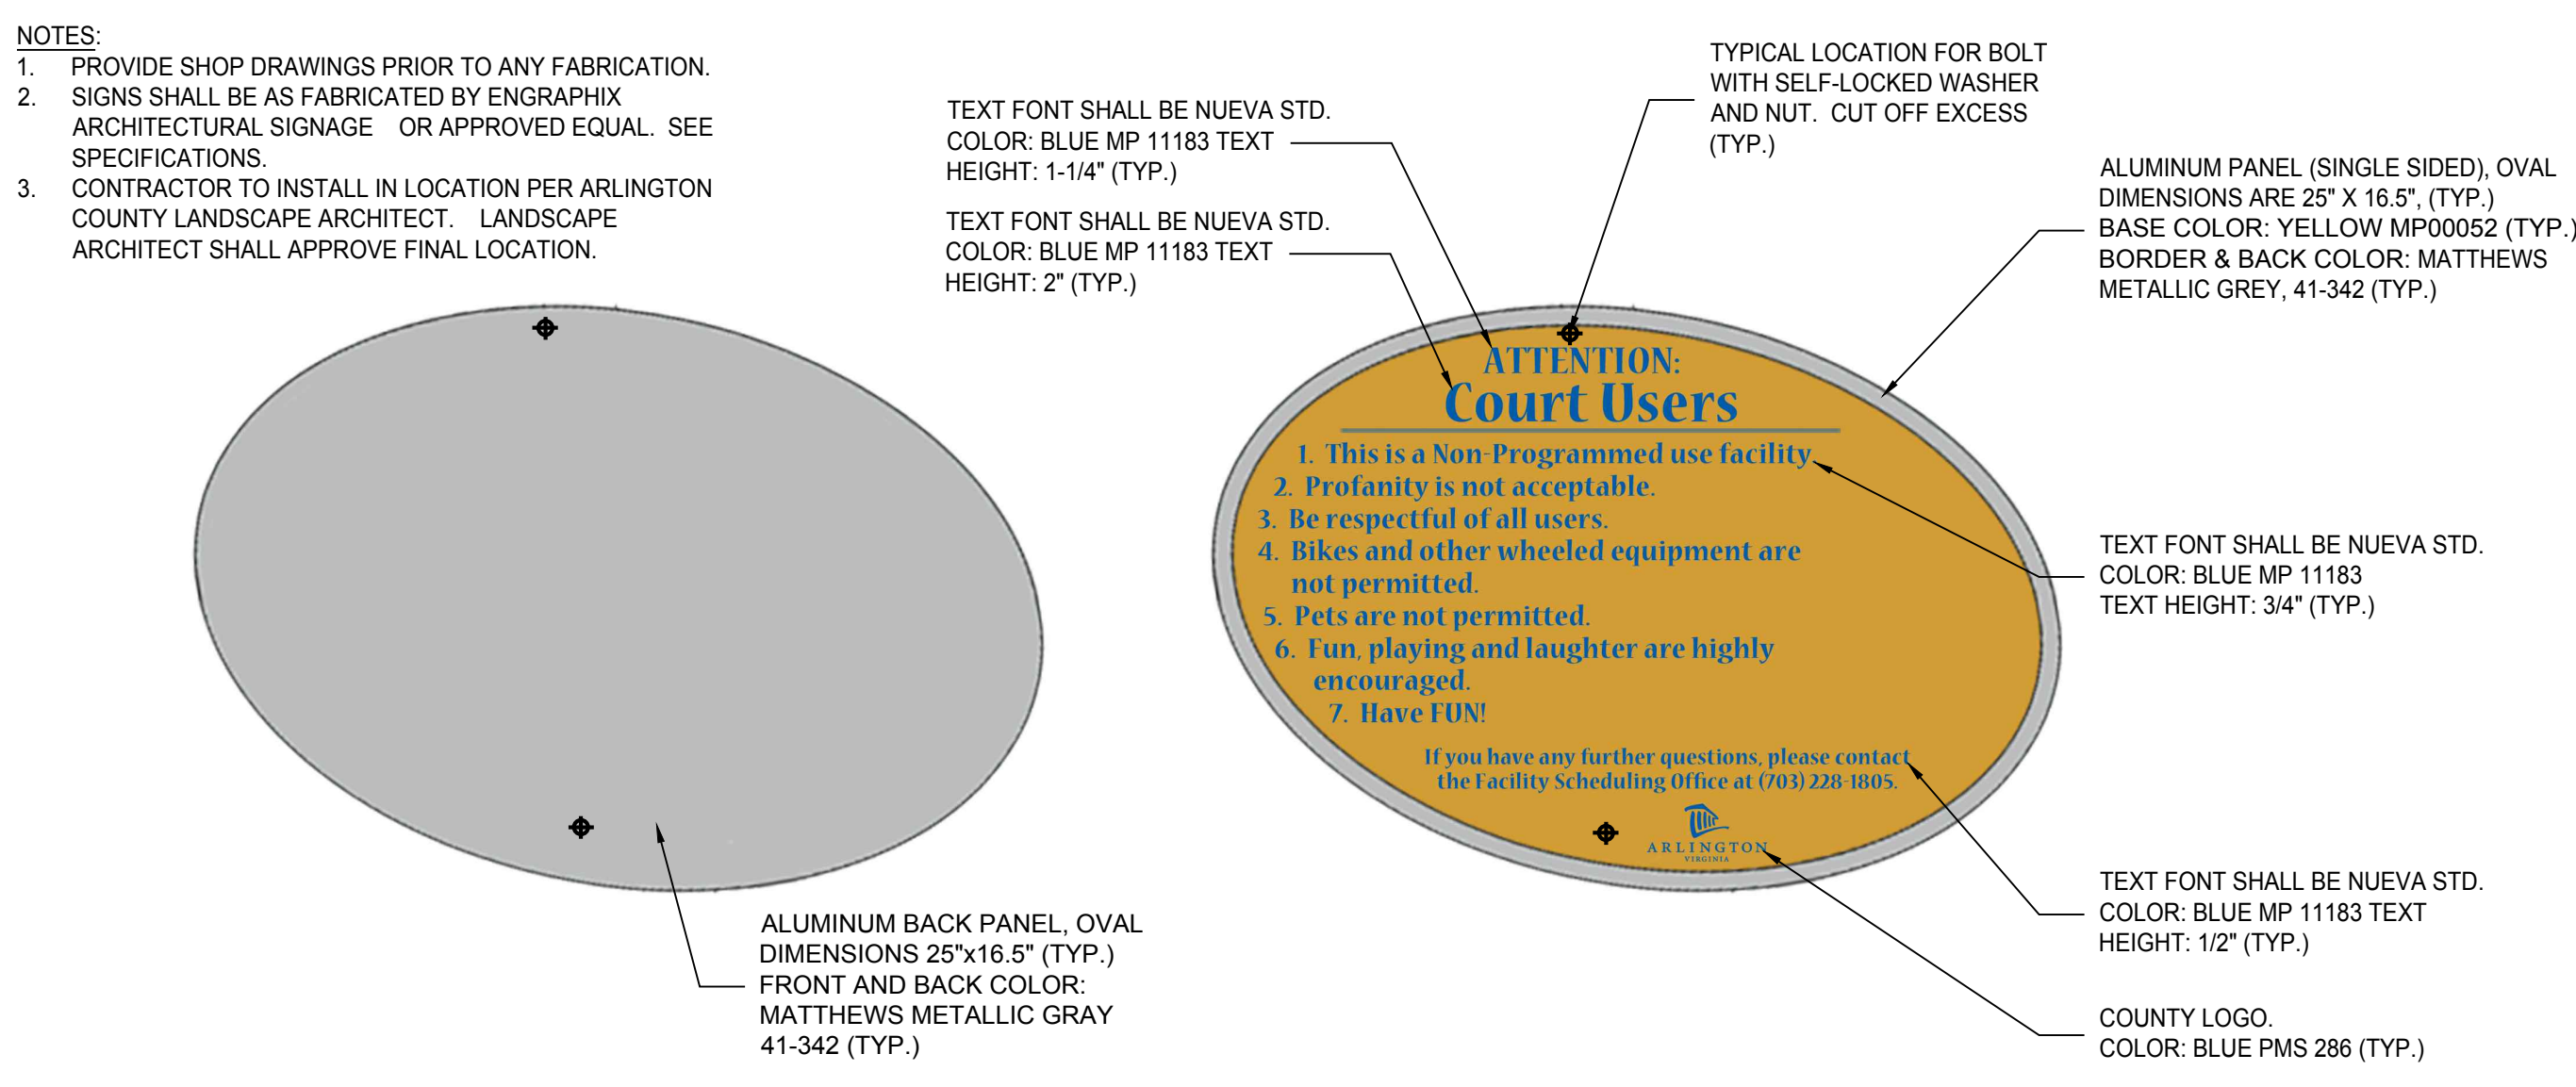 NOTES:
1. PROVIDE SHOP DRAWINGS PRIOR TO ANY FABRICATION.
2. SIGNS SHALL BE AS FABRICATED BY ENGRAPHIX
ARCHITECTURAL SIGNAGE OR APPROVED EQUAL. SEE
SPECIFICATIONS.
3. CONTRACTOR TO INSTALL IN LOCATION PER ARLINGTON
COUNTY LANDSCAPE ARCHITECT. LANDSCAPE
ARCHITECT SHALL APPROVE FINAL LOCATION.
TEXT FONT SHALL BE NUEVA STD.
COLOR: BLUE MP 11183 TEXT
HEIGHT: 1-1/4" (TYP.)
TEXT FONT SHALL BE NUEVA STD.
COLOR: BLUE MP 11183 TEXT
HEIGHT: 2" (TYP.)
TYPICAL LOCATION FOR BOLT
WITH SELF-LOCKED WASHER
AND NUT. CUT OFF EXCESS
(TYP.)
ALUMINUM PANEL (SINGLE SIDED), OVAL
DIMENSIONS ARE 25" X 16.5", (TYP.)
BASE COLOR: YELLOW MP00052 (TYP.)
BORDER & BACK COLOR: MATTHEWS
METALLIC GREY, 41-342 (TYP.)
ATTENTION:
Court Users
1. This is a Non-Programmed use facility
2. Profanity is not acceptable.
3. Be respectful of all users.
4. Bikes and other wheeled equipment are
not permitted.
5. Pets are not permitted.
6. Fun, playing and laughter are highly
encouraged.
7. Have FUN!
If you have any further questions, please contact
the Facility Scheduling Office at (703) 228-1805.
ARLINGTON
VIRGINIA
TEXT FONT SHALL BE NUEVA STD.
COLOR: BLUE MP 11183
TEXT HEIGHT: 3/4" (TYP.)
TEXT FONT SHALL BE NUEVA STD.
COLOR: BLUE MP 11183 TEXT
HEIGHT: 1/2" (TYP.)
COUNTY LOGO.
COLOR: BLUE PMS 286 (TYP.)
ALUMINUM BACK PANEL, OVAL
DIMENSIONS 25"x16.5" (TYP.)
FRONT AND BACK COLOR:
MATTHEWS METALLIC GRAY
41-342 (TYP.)